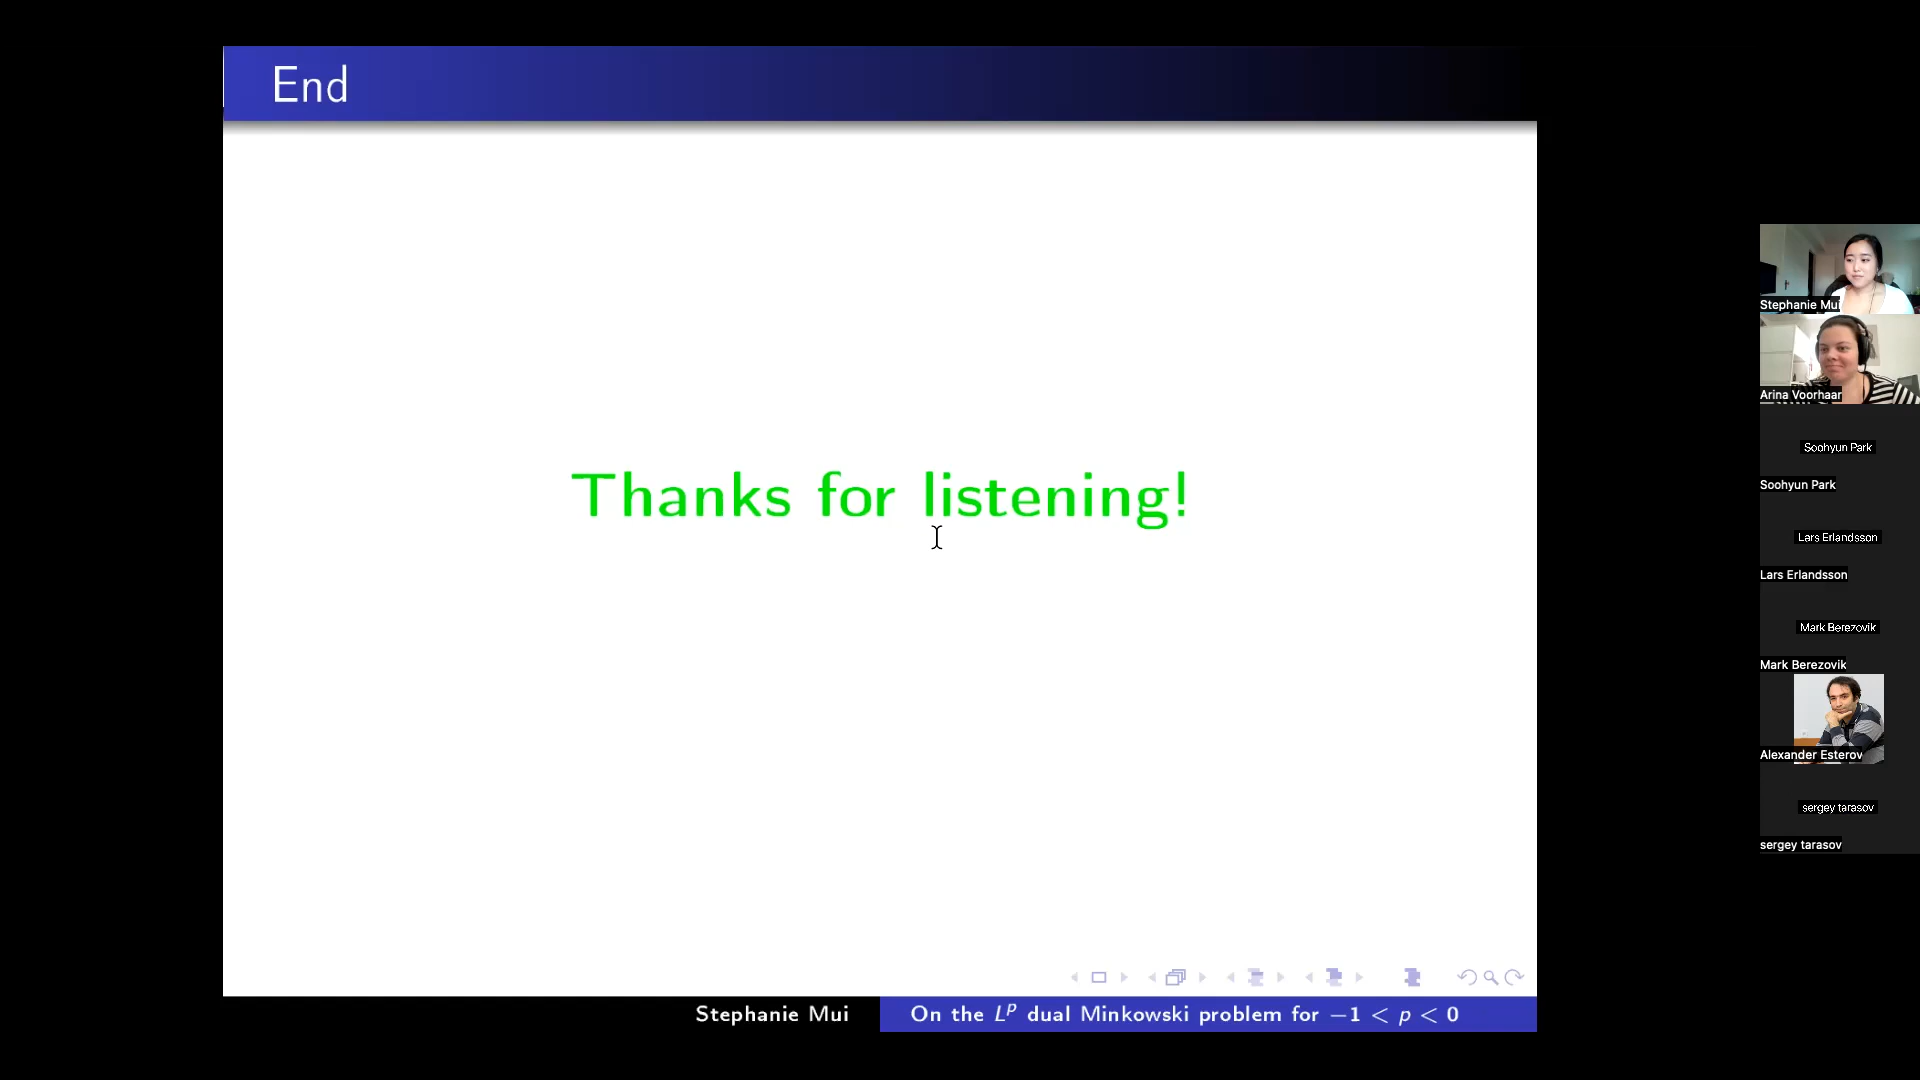 End
Thanks for listening!
Stephanie Mui
On the L^p dual Minkowski problem for −1 < p < 0
Stephanie Mui
Arina Voorhaar
Soohyun Park
Soohyun Park
Lars Erlandsson
Lars Erlandsson
Mark Berezovik
Mark Berezovik
Alexander Esterov
sergey tarasov
sergey tarasov